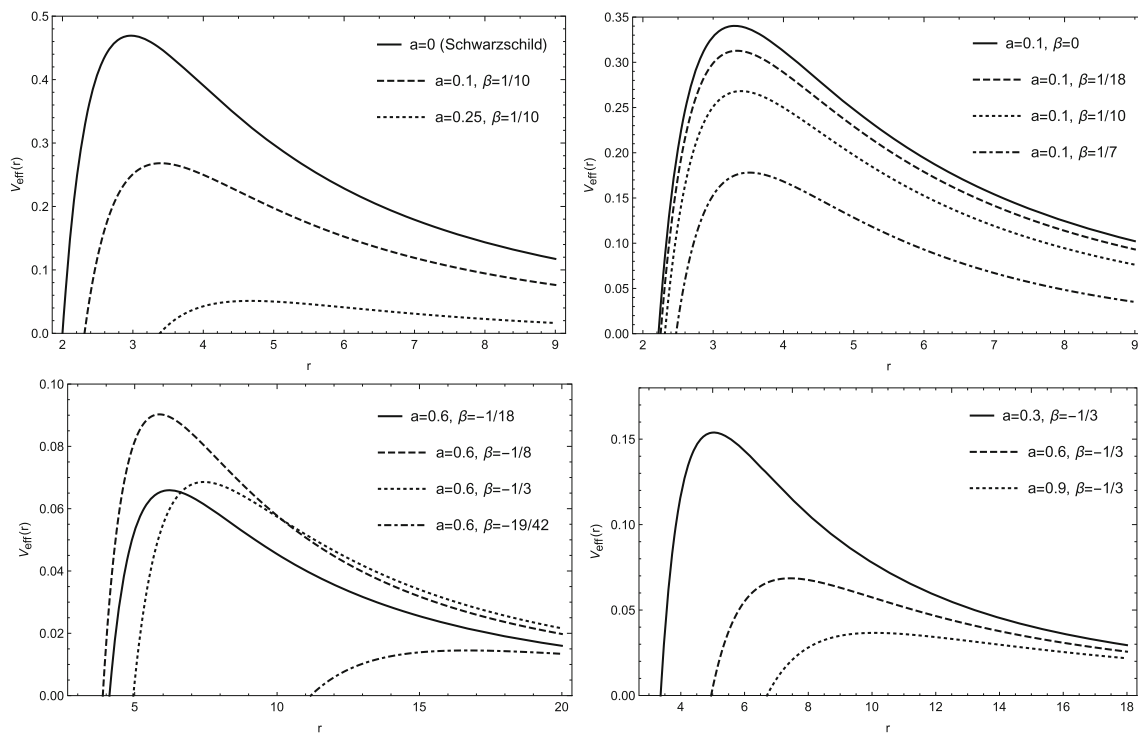 0.5
0.4
0.3
0.2
0.1
0.0
V_eff(r)
a=0 (Schwarzschild)
a=0.1, β=1/10
a=0.25, β=1/10
2 3 4 5 6 7 8 9
r
0.35
0.30
0.25
0.20
0.15
0.10
0.05
0.00
V_eff(r)
a=0.1, β=0
a=0.1, β=1/18
a=0.1, β=1/10
a=0.1, β=1/7
2 3 4 5 6 7 8 9
r
0.10
0.08
0.06
0.04
0.02
0.00
V_eff(r)
a=0.6, β=−1/18
a=0.6, β=−1/8
a=0.6, β=−1/3
a=0.6, β=−19/42
5 10 15 20
r
0.15
0.10
0.05
0.00
V_eff(r)
a=0.3, β=−1/3
a=0.6, β=−1/3
a=0.9, β=−1/3
4 6 8 10 12 14 16 18
r